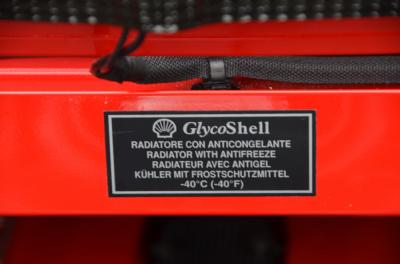 GlycoShell
RADIATORE CON ANTICONGELANTE
RADIATOR WITH ANTIFREEZE
RADIATEUR AVEC ANTIGEL
KÜHLER MIT FROSTSCHUTZMITTEL
-40°C (-40°F)